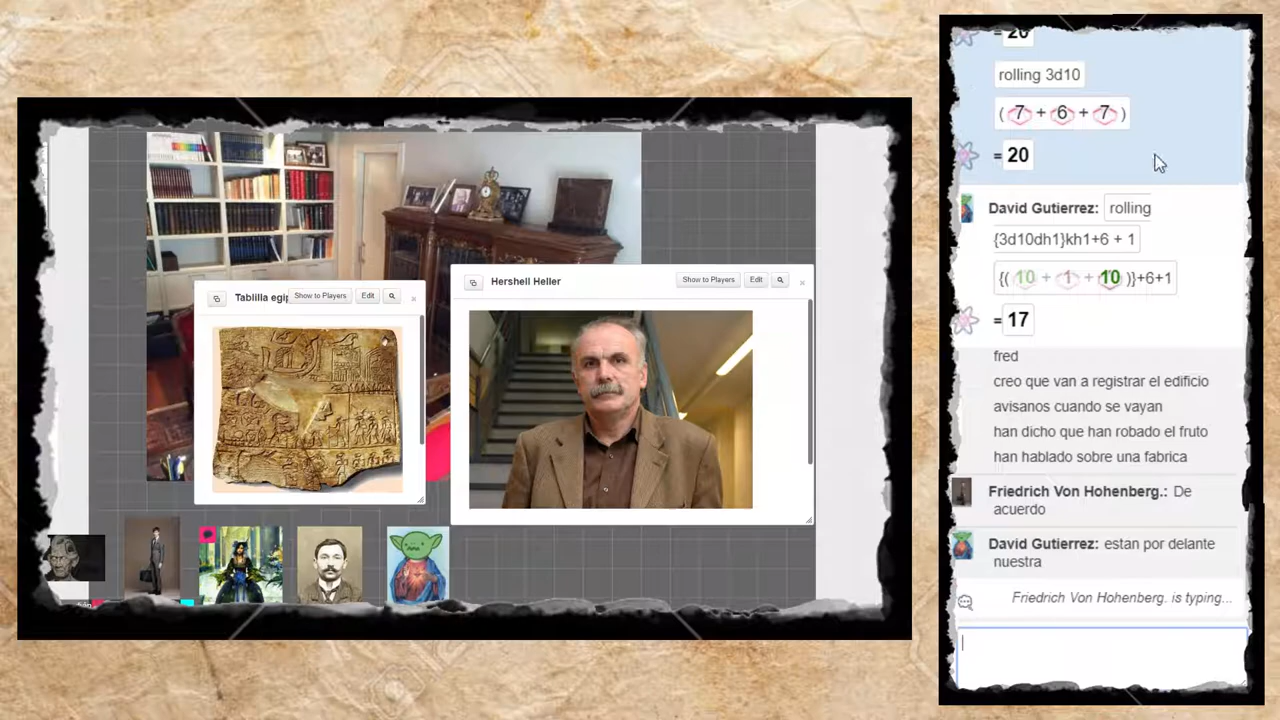 Tablilla egip
Show to Players
Edit
Hershell Heller
Show to Players
Edit
= 20
rolling 3d10
( 7 + 6 + 7 )
= 20
David Gutierrez: rolling
{3d10dh1}kh1+6 + 1
{( 10 + 1 + 10 )}+6+1
= 17
fred
creo que van a registrar el edificio
avisanos cuando se vayan
han dicho que han robado el fruto
han hablado sobre una fabrica
Friedrich Von Hohenberg.: De
acuerdo
David Gutierrez: estan por delante
nuestra
Friedrich Von Hohenberg. is typing...